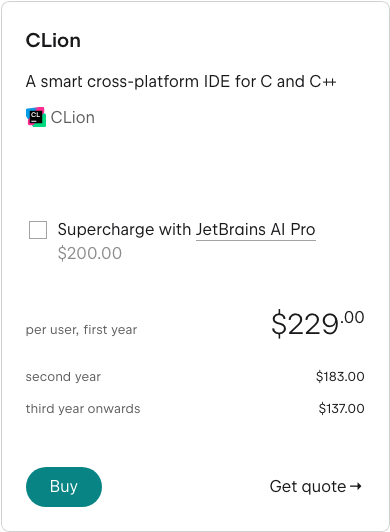 CLion
A smart cross-platform IDE for C and C++
CL
CLion
Supercharge with JetBrains AI Pro
$200.00
per user, first year $229.00
second year $183.00
third year onwards $137.00
Buy Get quote→